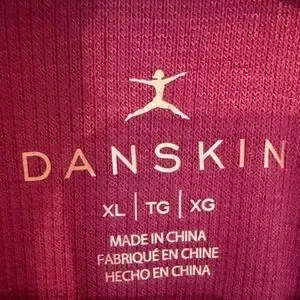 DANSKIN
XL | TG | XG
MADE IN CHINA
FABRIQUÉ EN CHINE
HECHO EN CHINA